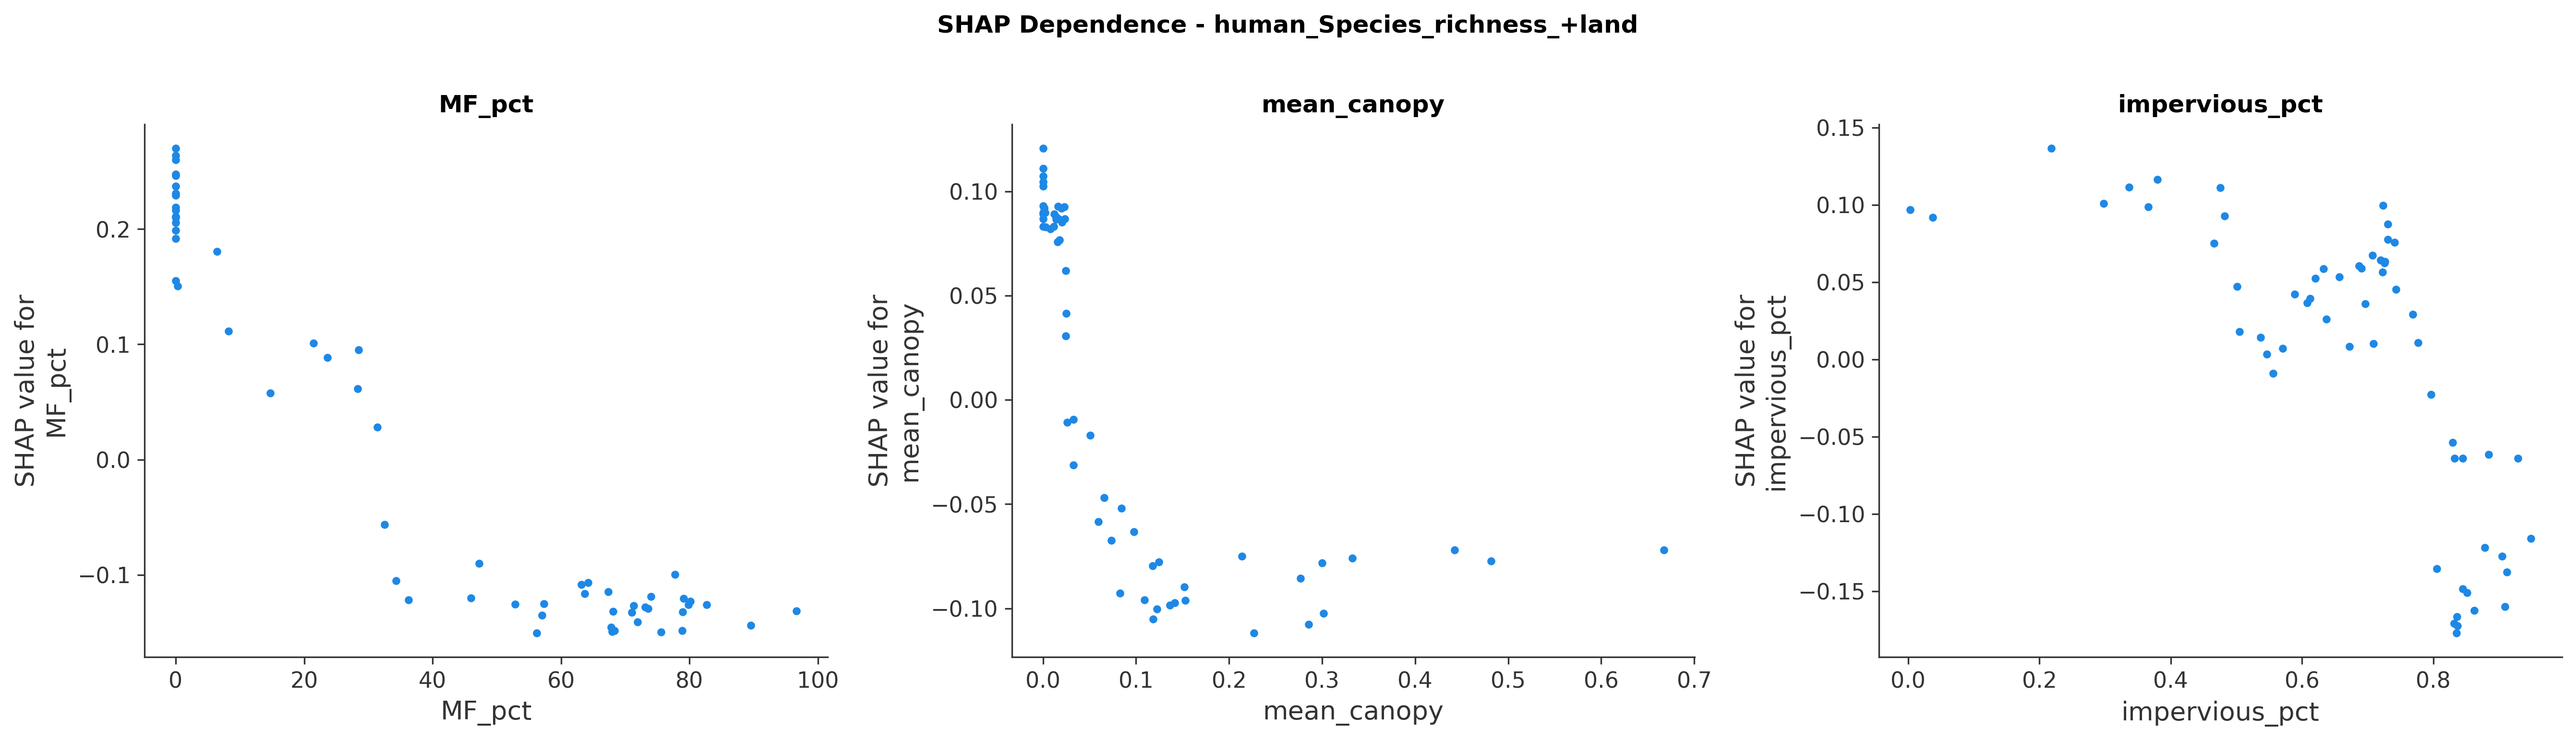 SHAP Dependence - human_Species_richness_+land
MF_pct
0.2
0.1
0.0
−0.1
SHAP value for
MF_pct
0
20
40
60
80
100
MF_pct
mean_canopy
0.10
0.05
0.00
−0.05
−0.10
SHAP value for
mean_canopy
0.0
0.1
0.2
0.3
0.4
0.5
0.6
0.7
mean_canopy
impervious_pct
0.15
0.10
0.05
0.00
−0.05
−0.10
−0.15
SHAP value for
impervious_pct
0.0
0.2
0.4
0.6
0.8
impervious_pct